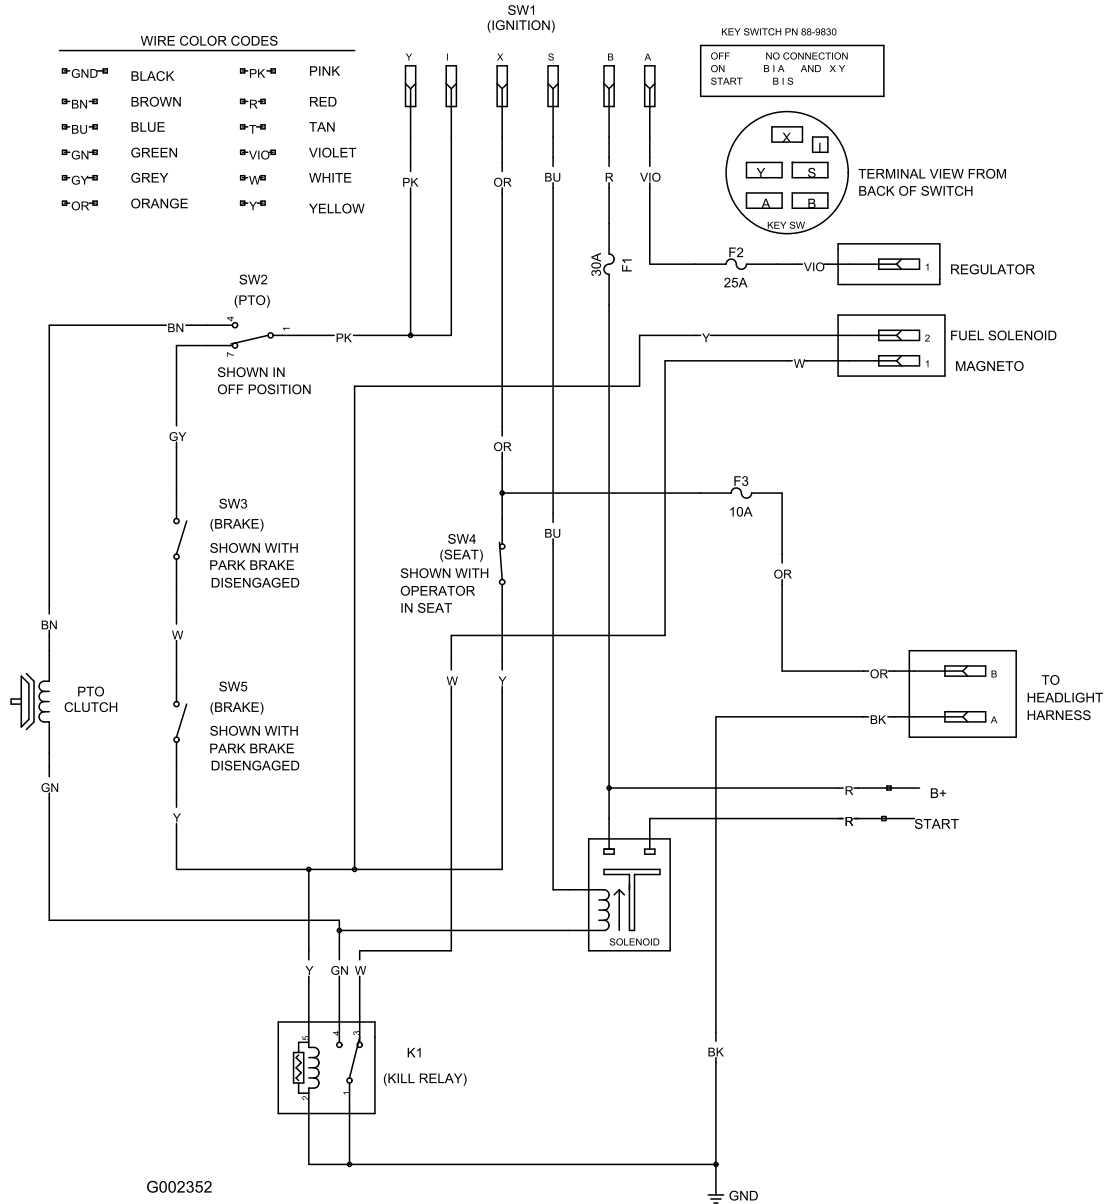 SW1
(IGNITION)
WIRE COLOR CODES
GND BLACK
BN BROWN
BU BLUE
GN GREEN
GY GREY
OR ORANGE
PK PINK
R RED
T TAN
VIO VIOLET
W WHITE
Y YELLOW
Y I X S B A
KEY SWITCH PN 88-9830
OFF NO CONNECTION
ON B I A AND X Y
START B I S
X
I
Y S
A B
KEY SW
TERMINAL VIEW FROM
BACK OF SWITCH
PK OR BU R VIO
30A F1
F2
25A
VIO
1
REGULATOR
SW2
(PTO)
BN
4
1
7
PK
SHOWN IN
OFF POSITION
Y
2
FUEL SOLENOID
W
1
MAGNETO
GY
OR
SW3
(BRAKE)
SHOWN WITH
PARK BRAKE
DISENGAGED
F3
10A
BU
SW4
(SEAT)
SHOWN WITH
OPERATOR
IN SEAT
OR
BN
W
PTO
CLUTCH
SW5
(BRAKE)
SHOWN WITH
PARK BRAKE
DISENGAGED
W
Y
OR
B
BK
A
TO
HEADLIGHT
HARNESS
GN
Y
R
B+
R
START
SOLENOID
Y GN W
5
4
3
2
1
K1
(KILL RELAY)
BK
G002352
GND